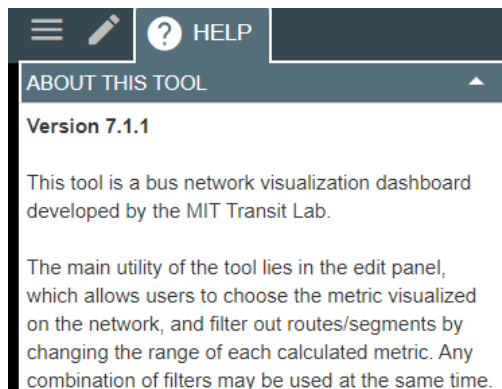 HELP
ABOUT THIS TOOL
Version 7.1.1
This tool is a bus network visualization dashboard
developed by the MIT Transit Lab.
The main utility of the tool lies in the edit panel,
which allows users to choose the metric visualized
on the network, and filter out routes/segments by
changing the range of each calculated metric. Any
combination of filters may be used at the same time.